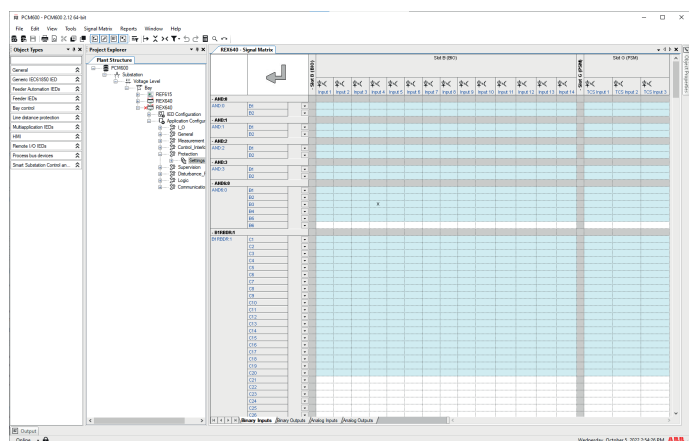 PCM600 - PCM600 2.12 64-bit
File Edit View Tools Signal Matrix Reports Window Help
Object Types
Project Explorer
REX640 - Signal Matrix
Plant Structure
General
Generic IEC61850 IED
Feeder Automation IEDs
Feeder IEDs
Bay control
Line distance protection
Multiapplication IEDs
HMI
Remote I/O IEDs
Process bus devices
Smart Substation Control an...
PCM600
Substation
Voltage Level
Bay
REF615
REX640
REX640
IED Configuration
Application Configur
I_O
General
Measurement
Control_Interlo
Protection
Settings
Supervision
Disturbance_R
Logic
Communicatio
Slot B (BIO)
Slot B (BIO)
Slot G (PSM)
Slot G (PSM)
Input 1 Input 2 Input 3 Input 4 Input 5 Input 6 Input 7 Input 8 Input 9 Input 10 Input 11 Input 12 Input 13 Input 14
TCS Input 1 TCS Input 2 TCS Input 3
- AND:0
AND:0 B1
B2
- AND:1
AND:1 B1
B2
- AND:2
AND:2 B1
B2
- AND:3
AND:3 B1
B2
- AND6:0
AND6:0 B1
B2
B3 X
B4
B5
B6
- B1RBDR:1
B1RBDR:1 C1
C2
C3
C4
C5
C6
C7
C8
C9
C10
C11
C12
C13
C14
C15
C16
C17
C18
C19
C20
C21
C22
C23
C24
C25
C26
Binary Inputs Binary Outputs Analog Inputs Analog Outputs
Object Properties
Output
Online
Wednesday, October 5, 2022 2:54:26 PM ABB